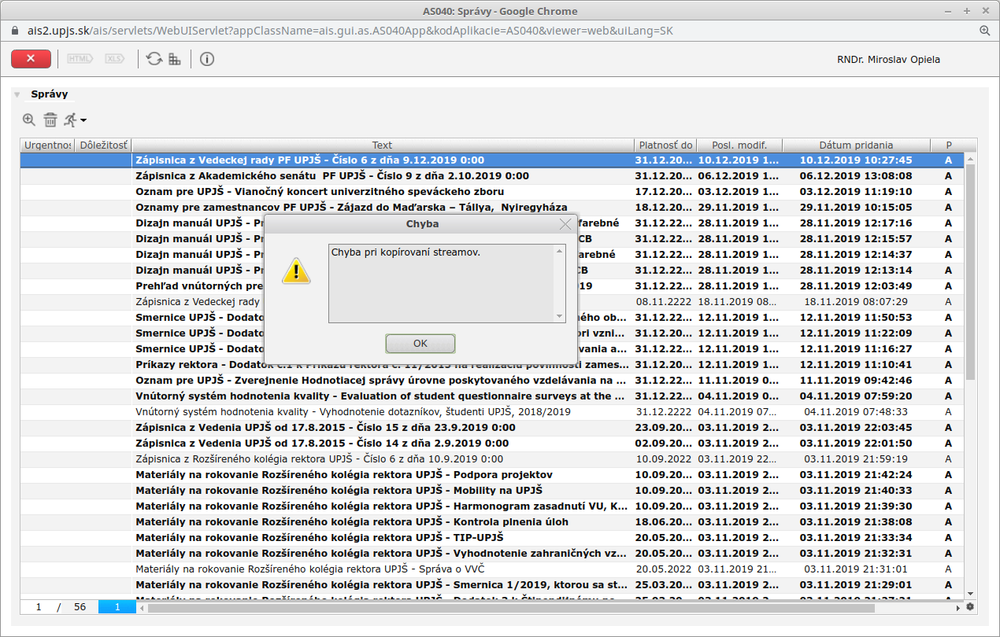 AS040: Správy - Google Chrome
ais2.upjs.sk/ais/servlets/WebUIServlet?appClassName=ais.gui.as.AS040App&kodAplikacie=AS040&viewer=web&uiLang=SK
HTML XLS RNDr. Miroslav Opiela
Správy
Urgentnos Dôležitosť Text Platnosť do Posl. modif. Dátum pridania P
Zápisnica z Vedeckej rady PF UPJŠ - Číslo 6 z dňa 9.12.2019 0:00 31.12.20... 10.12.2019 1... 10.12.2019 10:27:45 A
Zápisnica z Akademického senátu PF UPJŠ - Číslo 9 z dňa 2.10.2019 0:00 31.12.20... 06.12.2019 1... 06.12.2019 13:08:08 A
Oznam pre UPJŠ - Vianočný koncert univerzitného speváckeho zboru 17.12.20... 03.12.2019 1... 03.12.2019 11:19:10 A
Oznamy pre zamestnancov PF UPJŠ - Zájazd do Maďarska – Tállya, Nyiregyháza 18.12.20... 29.11.2019 1... 29.11.2019 10:15:05 A
Dizajn manuál UPJŠ - Pr farebné 31.12.22... 28.11.2019 1... 28.11.2019 12:17:16 A
Dizajn manuál UPJŠ - Pr CB 31.12.22... 28.11.2019 1... 28.11.2019 12:15:57 A
Dizajn manuál UPJŠ - Pr arebné 31.12.22... 28.11.2019 1... 28.11.2019 12:14:37 A
Dizajn manuál UPJŠ - Pr CB 31.12.22... 28.11.2019 1... 28.11.2019 12:13:14 A
Prehľad vnútorných pre 19 31.12.22... 28.11.2019 1... 28.11.2019 12:03:49 A
Zápisnica z Vedeckej rady 08.11.2222 18.11.2019 08... 18.11.2019 08:07:29 A
Smernice UPJŠ - Dodato ného ob... 31.12.22... 12.11.2019 1... 12.11.2019 11:50:53 A
Smernice UPJŠ - Dodato pri vzni... 31.12.22... 12.11.2019 1... 12.11.2019 11:22:09 A
Smernice UPJŠ - Dodato vania a... 31.12.22... 12.11.2019 1... 12.11.2019 11:16:27 A
Príkazy rektora - Dodatok č.1 k Príkazu rektora č. 11/2015 na realizáciu povinností zames... 31.12.20... 12.11.2019 1... 12.11.2019 11:10:41 A
Oznam pre UPJŠ - Zverejnenie Hodnotiacej správy úrovne poskytovaného vzdelávania na ... 31.12.22... 11.11.2019 0... 11.11.2019 09:42:46 A
Vnútorný systém hodnotenia kvality - Evaluation of student questionnaire surveys at the ... 31.12.22... 04.11.2019 0... 04.11.2019 07:59:20 A
Vnútorný systém hodnotenia kvality - Vyhodnotenie dotazníkov, študenti UPJŠ, 2018/2019 31.12.2222 04.11.2019 07... 04.11.2019 07:48:33 A
Zápisnica z Vedenia UPJŠ od 17.8.2015 - Číslo 15 z dňa 23.9.2019 0:00 23.09.20... 03.11.2019 2... 03.11.2019 22:03:45 A
Zápisnica z Vedenia UPJŠ od 17.8.2015 - Číslo 14 z dňa 2.9.2019 0:00 02.09.20... 03.11.2019 2... 03.11.2019 22:01:50 A
Zápisnica z Rozšíreného kolégia rektora UPJŠ - Číslo 6 z dňa 10.9.2019 0:00 10.09.2022 03.11.2019 22... 03.11.2019 21:59:19 A
Materiály na rokovanie Rozšíreného kolégia rektora UPJŠ - Podpora projektov 10.09.20... 03.11.2019 2... 03.11.2019 21:42:24 A
Materiály na rokovanie Rozšíreného kolégia rektora UPJŠ - Mobility na UPJŠ 10.09.20... 03.11.2019 2... 03.11.2019 21:40:33 A
Materiály na rokovanie Rozšíreného kolégia rektora UPJŠ - Harmonogram zasadnutí VU, K... 10.09.20... 03.11.2019 2... 03.11.2019 21:39:30 A
Materiály na rokovanie Rozšíreného kolégia rektora UPJŠ - Kontrola plnenia úloh 18.06.20... 03.11.2019 2... 03.11.2019 21:38:08 A
Materiály na rokovanie Rozšíreného kolégia rektora UPJŠ - TIP-UPJŠ 20.05.20... 03.11.2019 2... 03.11.2019 21:33:34 A
Materiály na rokovanie Rozšíreného kolégia rektora UPJŠ - Vyhodnotenie zahraničných vz... 20.05.20... 03.11.2019 2... 03.11.2019 21:32:31 A
Materiály na rokovanie Rozšíreného kolégia rektora UPJŠ - Správa o VVČ 20.05.2022 03.11.2019 21... 03.11.2019 21:31:01 A
Materiály na rokovanie Rozšíreného kolégia rektora UPJŠ - Smernica 1/2019, ktorou sa st... 25.03.20... 03.11.2019 2... 03.11.2019 21:29:01 A
Materiály na rokovanie Rozšíreného kolégia rektora UPJŠ - Dodatok
1 / 56 1
Chyba
Chyba pri kopírovaní streamov.
OK